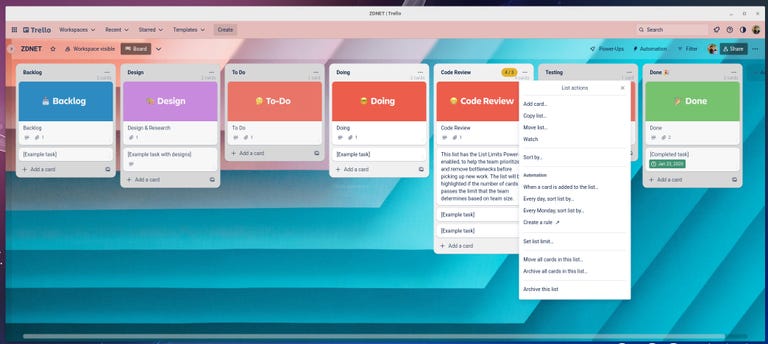 ZDNET | Trello
Trello
Workspaces
Recent
Starred
Templates
Create
Search
ZDNET
Workspace visible
Board
Power-Ups
Automation
Filter
Share
Backlog
2 cards
Backlog
Backlog
1
[Example task]
+ Add a card
Design
2 cards
Design
Design & Research
1
[Example task with designs]
+ Add a card
To Do
To-Do
To Do
1
+ Add a card
Doing
2 cards
Doing
Doing
1
[Example task]
+ Add a card
Code Review
4 / 5
Code Review
Code Review
1
This list has the List Limits Power
enabled, to help the team prioritize
and remove bottlenecks before
picking up new work. The list will b
highlighted if the number of cards
passes the limit that the team
determines based on team size.
[Example task]
[Example task]
+ Add a card
List actions
Add card...
Copy list...
Move list...
Watch
Sort by...
Automation
When a card is added to the list...
Every day, sort list by...
Every Monday, sort list by...
Create a rule
Set list limit...
Move all cards in this list...
Archive all cards in this list...
Archive this list
Testing
Done
2 cards
Done
Done
2
[Completed task]
Jan 23, 2020
+ Add a card